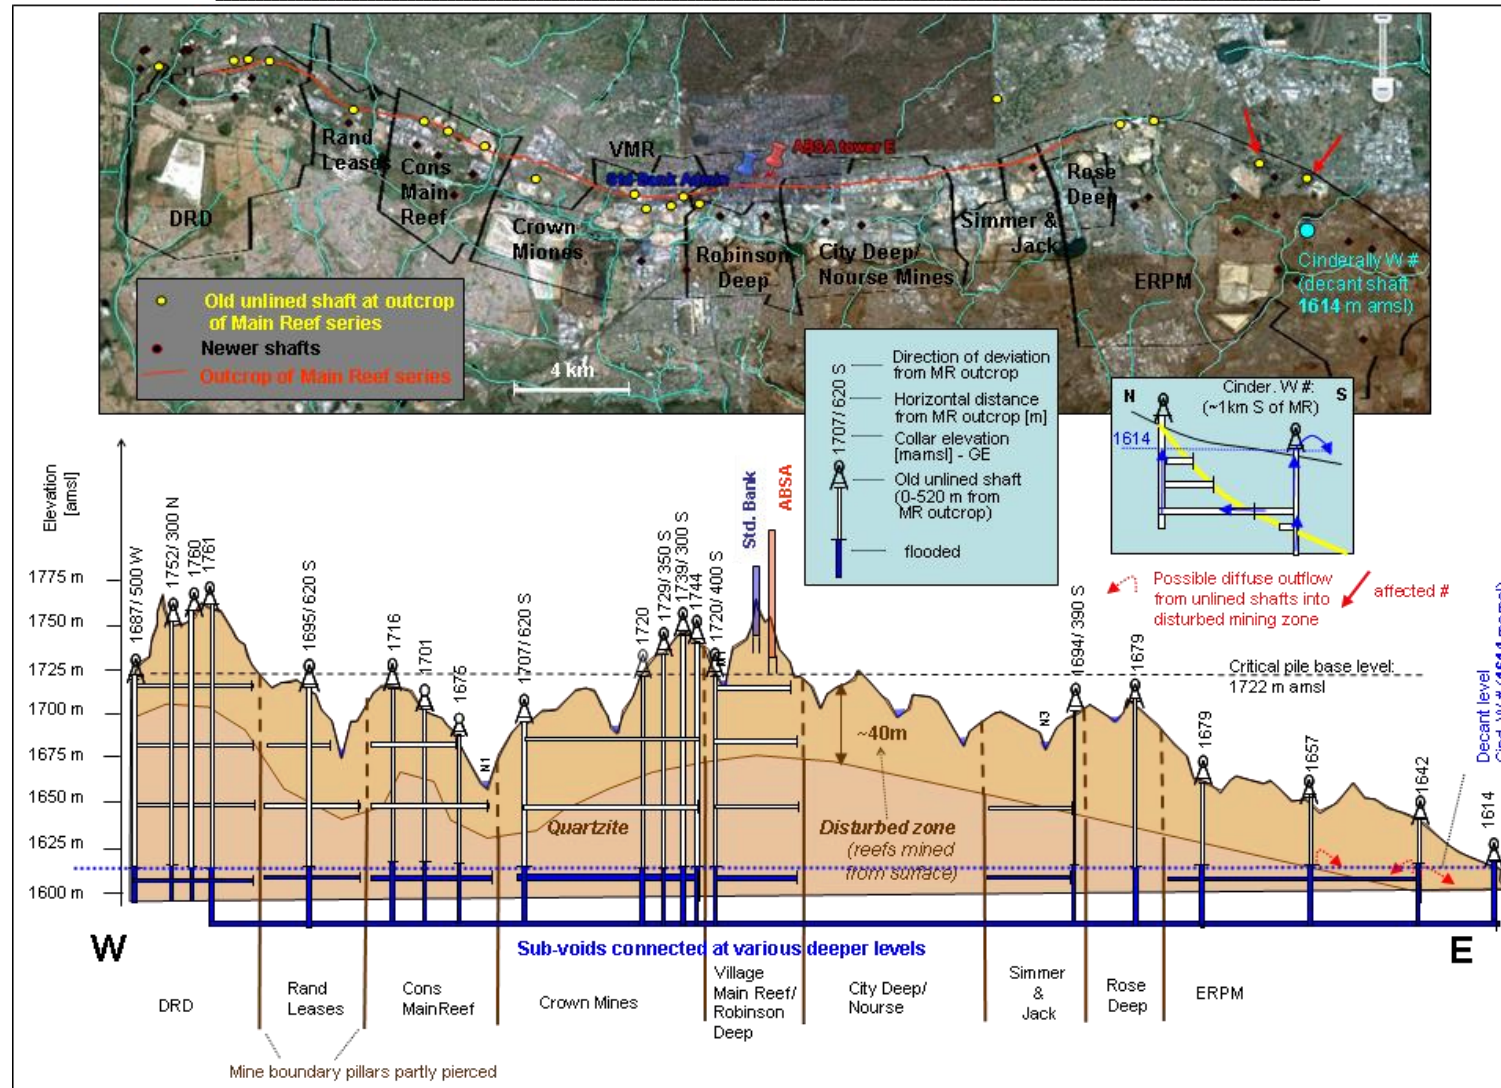 Rand
Leases
Cons
Main
Reef
DRD
VMR
ABSA tower E
Std Bank Admin
Crown
Miones
Robinson
Deep
City Deep/
Nourse Mines
Simmer &
Jack
Rose
Deep
ERPM
Cinderally W #
(decant shaft
1614 m amsl)
Old unlined shaft at outcrop
of Main Reef series
Newer shafts
Outcrop of Main Reef series
4 km
1707/ 620 S
Direction of deviation
from MR outcrop
Horizontal distance
from MR outcrop [m]
Collar elevation
[mamsl] - GE
Old unlined shaft
(0-520 m from
MR outcrop)
flooded
Cinder. W #:
(~1km S of MR)
N
S
1614
Possible diffuse outflow
from unlined shafts into
disturbed mining zone
affected #
Elevation
[amsl]
1775 m
1750 m
1725 m
1700 m
1675 m
1650 m
1625 m
1600 m
1687/ 500 W
1752/ 300 N
1760
1761
1695/ 620 S
1716
1701
1675
N1
1707/ 620 S
1720
1729/ 350 S
1739/ 300 S
1744
1720/ 400 S
Std. Bank
ABSA
N3
1694/ 390 S
1679
1679
1657
1642
1614
Critical pile base level:
1722 m amsl
Decant level
~40m
Quartzite
Disturbed zone
(reefs mined
from surface)
W
E
Sub-voids connected at various deeper levels
DRD
Rand
Leases
Cons
MainReef
Crown Mines
Village
Main Reef/
Robinson
Deep
City Deep/
Nourse
Simmer
&
Jack
Rose
Deep
ERPM
Mine boundary pillars partly pierced